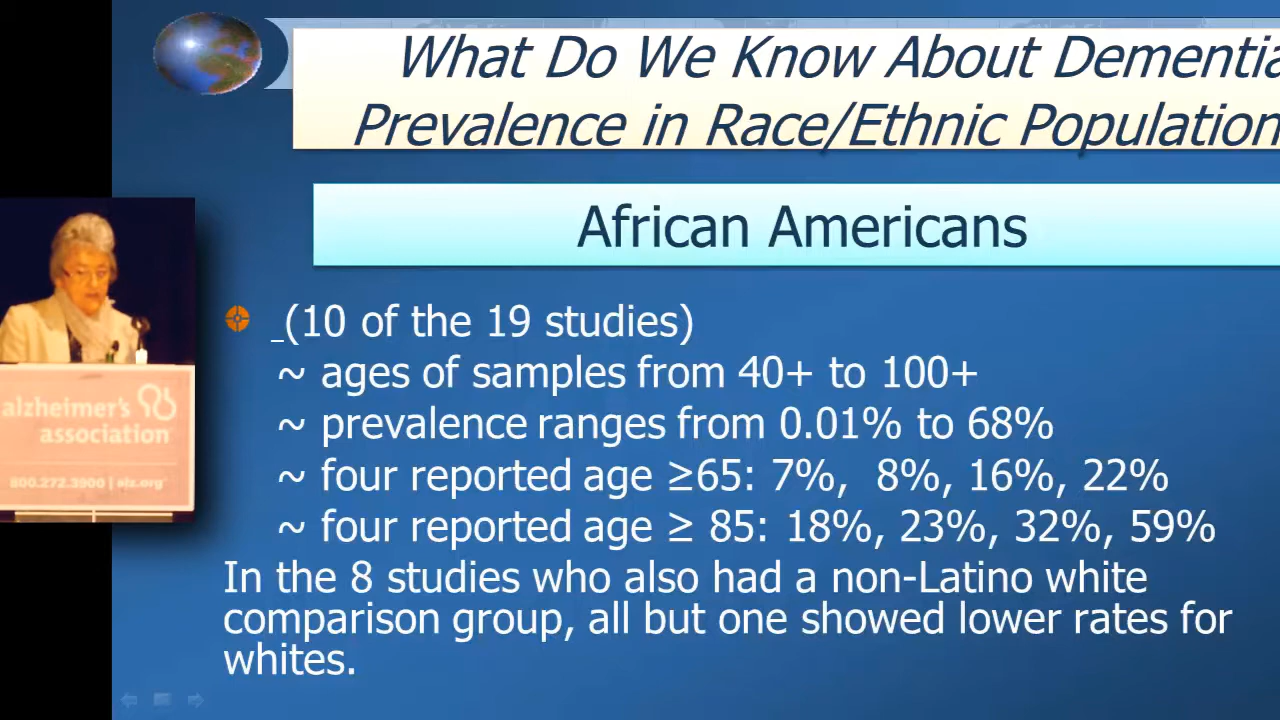 What Do We Know About Dementia
Prevalence in Race/Ethnic Population
African Americans
(10 of the 19 studies)
~ ages of samples from 40+ to 100+
~ prevalence ranges from 0.01% to 68%
~ four reported age ≥65: 7%, 8%, 16%, 22%
~ four reported age ≥ 85: 18%, 23%, 32%, 59%
In the 8 studies who also had a non-Latino white
comparison group, all but one showed lower rates for
whites.
alzheimer's
association
800.272.3900 | alz.org